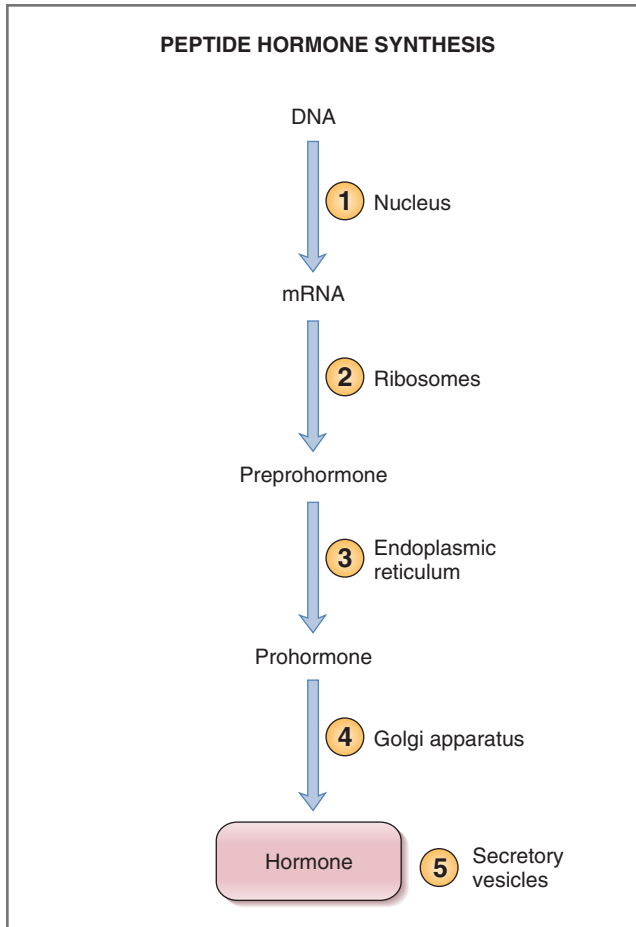 PEPTIDE HORMONE SYNTHESIS
DNA
1 Nucleus
mRNA
2 Ribosomes
Preprohormone
3 Endoplasmic
reticulum
Prohormone
4 Golgi apparatus
Hormone
5 Secretory
vesicles